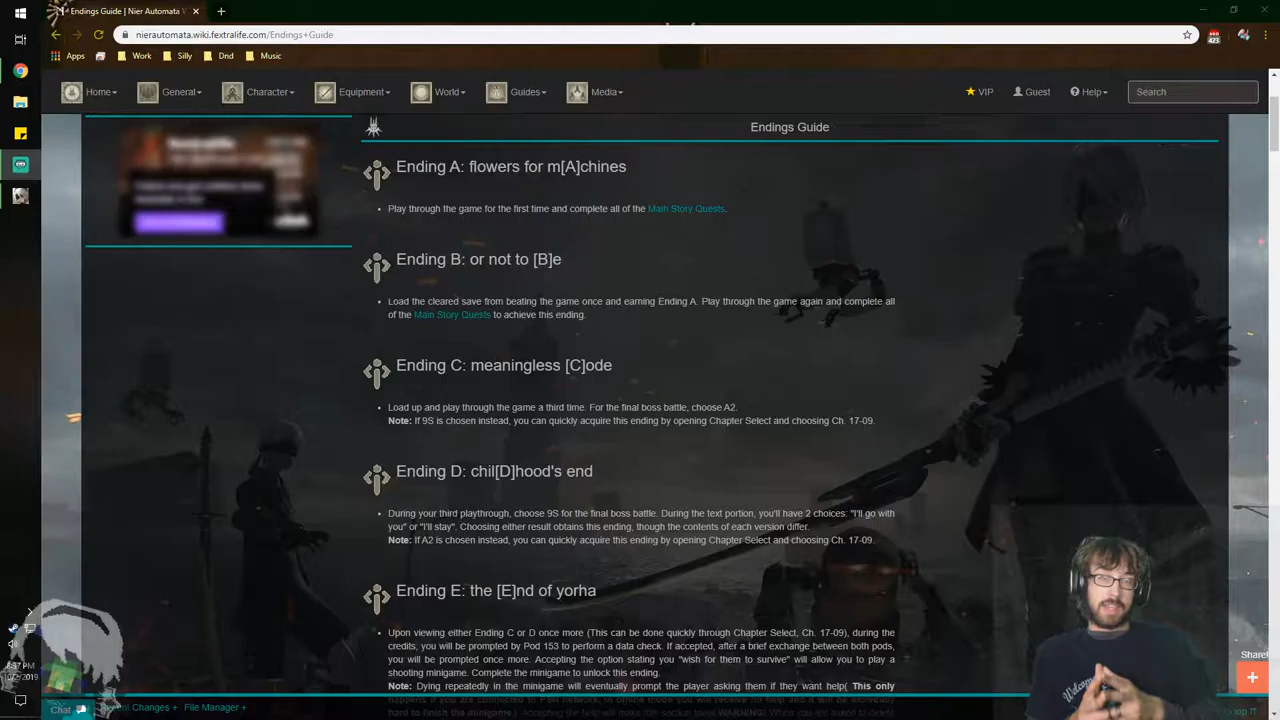 Endings Guide | Nier Automata
nierautomata.wiki.fextralife.com/Endings+Guide
423
Apps Work Silly Dnd Music
Home General Character Equipment World Guides Media VIP Guest Help Search
Endings Guide
Ending A: flowers for m[A]chines
Play through the game for the first time and complete all of the Main Story Quests.
Ending B: or not to [B]e
Load the cleared save from beating the game once and earning Ending A. Play through the game again and complete all
of the Main Story Quests to achieve this ending.
Ending C: meaningless [C]ode
Load up and play through the game a third time. For the final boss battle, choose A2.
Note: If 9S is chosen instead, you can quickly acquire this ending by opening Chapter Select and choosing Ch. 17-09.
Ending D: chil[D]hood's end
During your third playthrough, choose 9S for the final boss battle. During the text portion, you'll have 2 choices: "I'll go with
you" or "I'll stay". Choosing either result obtains this ending, though the contents of each version differ.
Note: If A2 is chosen instead, you can quickly acquire this ending by opening Chapter Select and choosing Ch. 17-09.
Ending E: the [E]nd of yorha
Upon viewing either Ending C or D once more (This can be done quickly through Chapter Select, Ch. 17-09), during the
credits, you will be prompted by Pod 153 to perform a data check. If accepted, after a brief exchange between both pods,
you will be prompted once more. Accepting the option stating you "wish for them to survive" will allow you to play a
shooting minigame. Complete the minigame to unlock this ending.
Note: Dying repeatedly in the minigame will eventually prompt the player asking them if they want help( This only
Share
Chat
Changes + File Manager +
Welcome